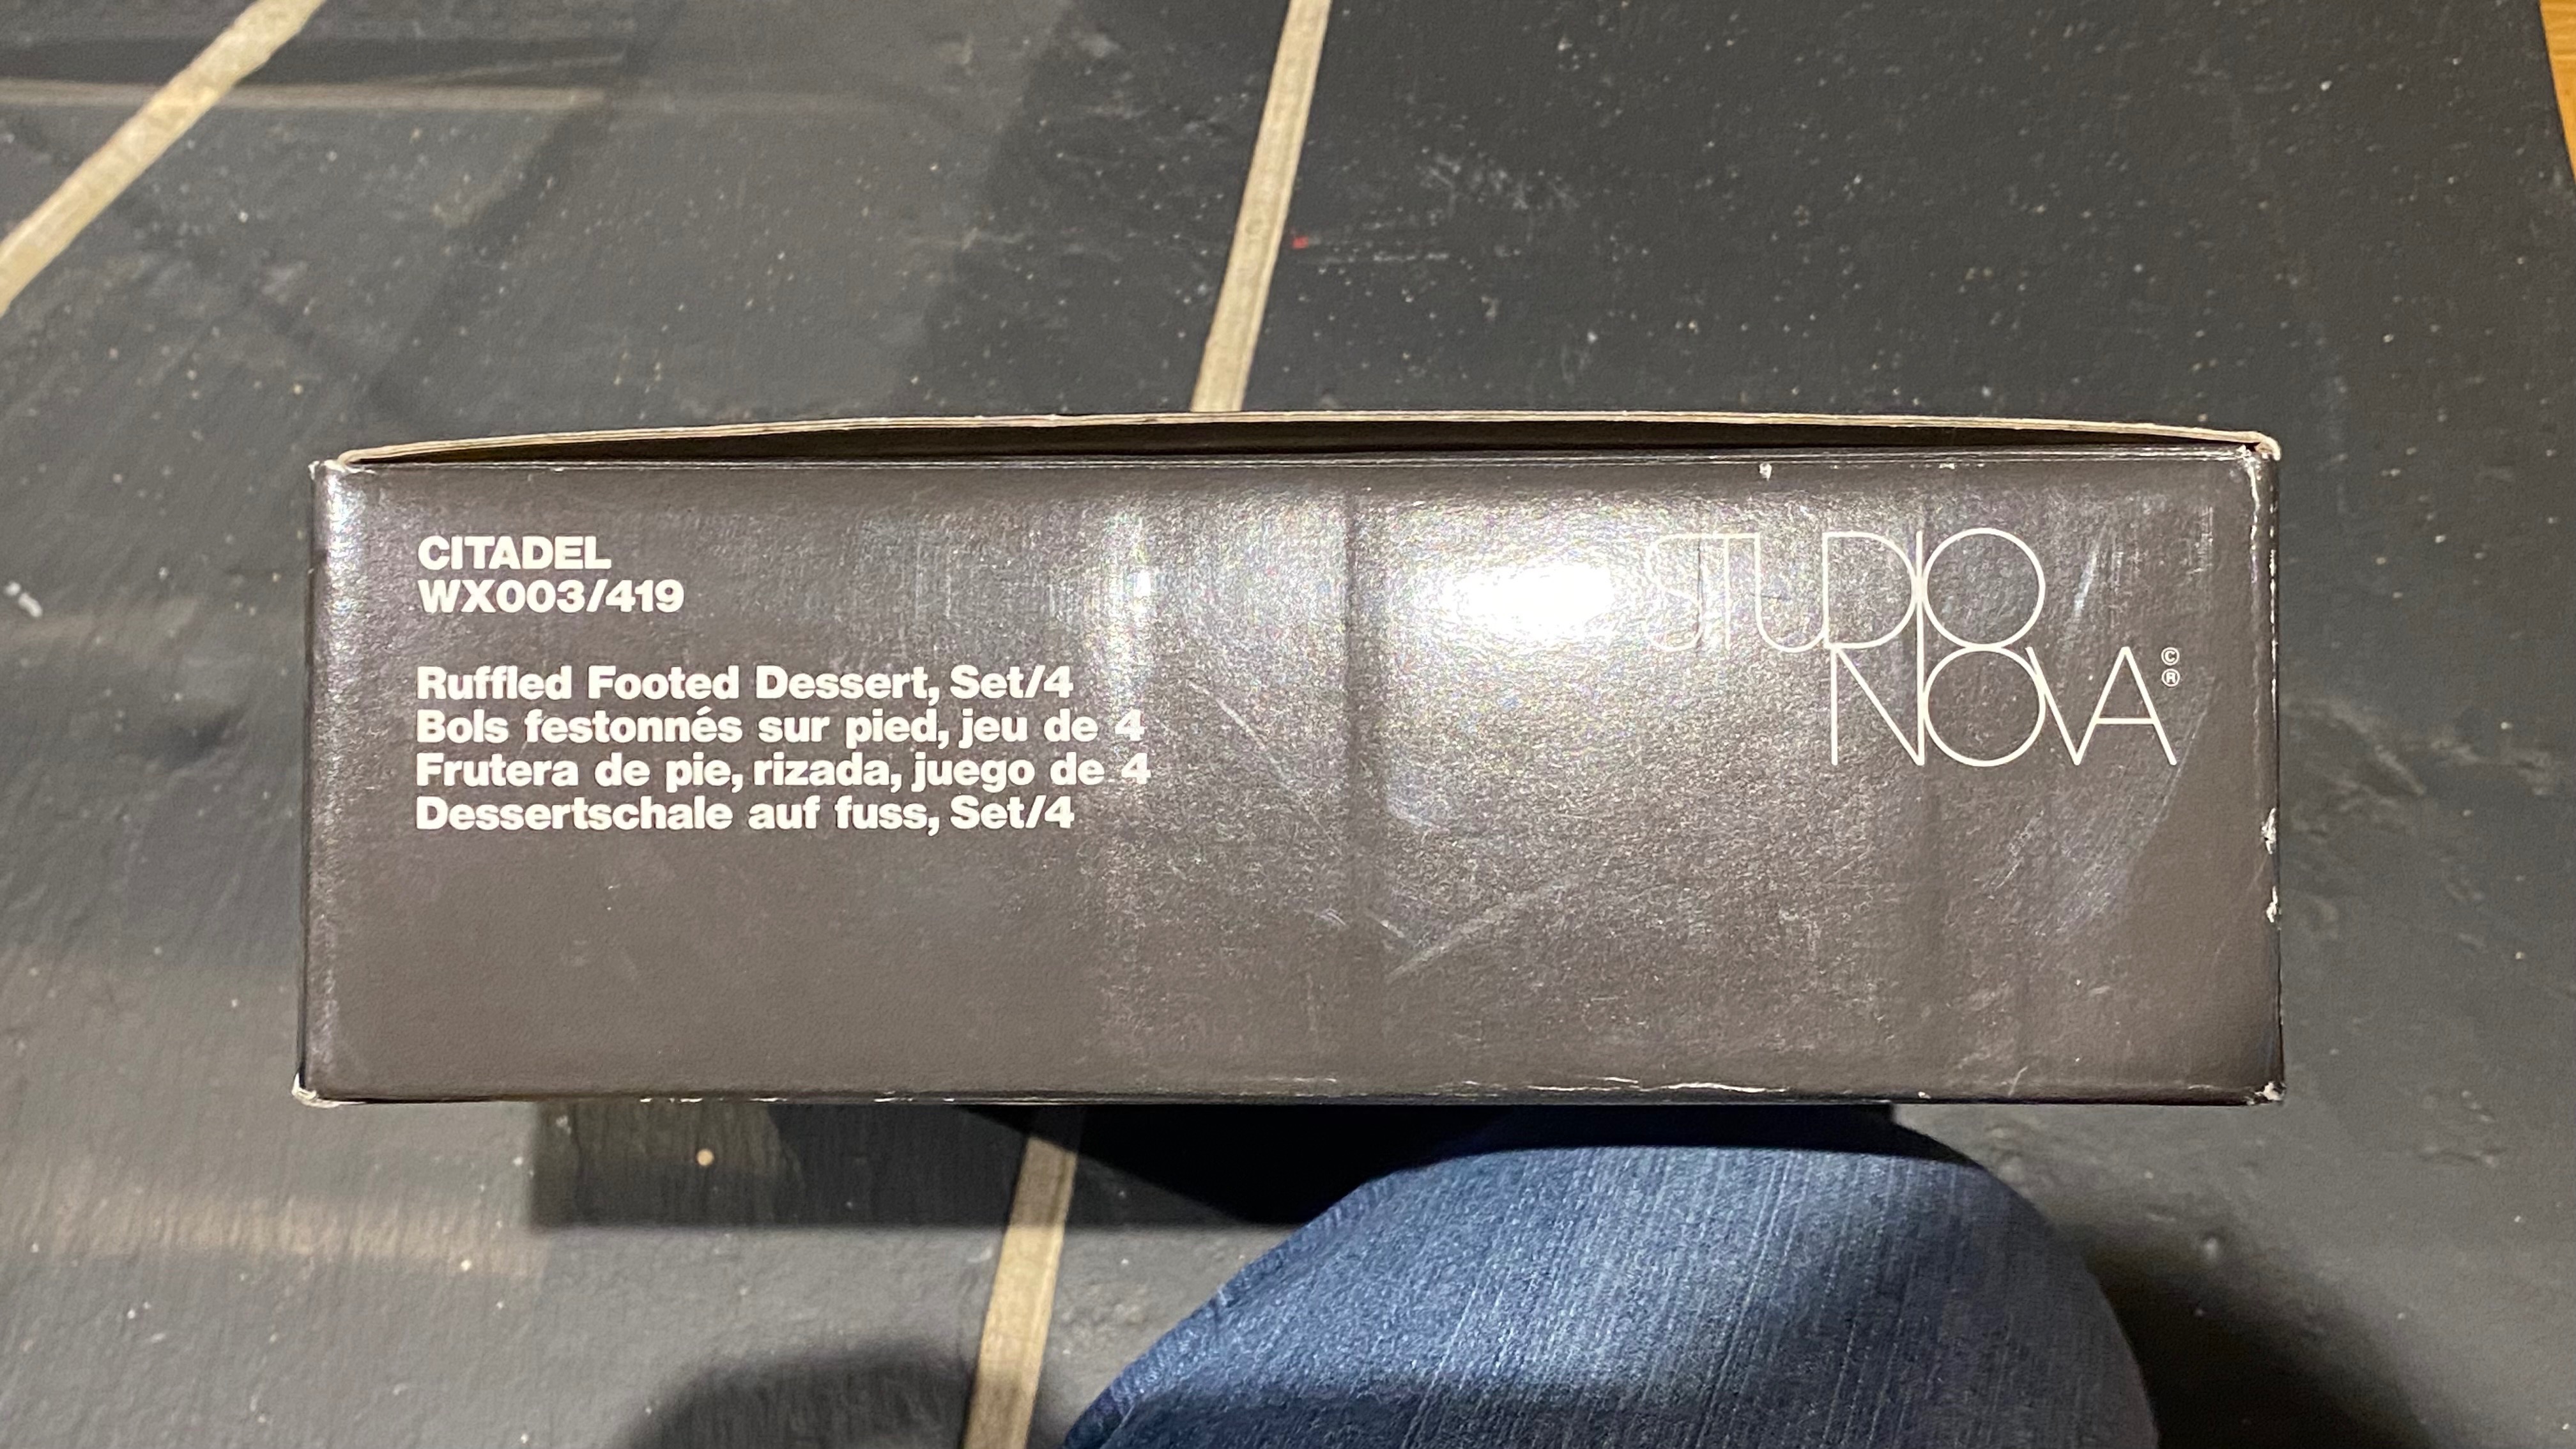 CITADEL
WX003/419
Ruffled Footed Dessert, Set/4
Bols festonnés sur pied, jeu de 4
Frutera de pie, rizada, juego de 4
Dessertschale auf fuss, Set/4
STUDIO
NOVA ©
®